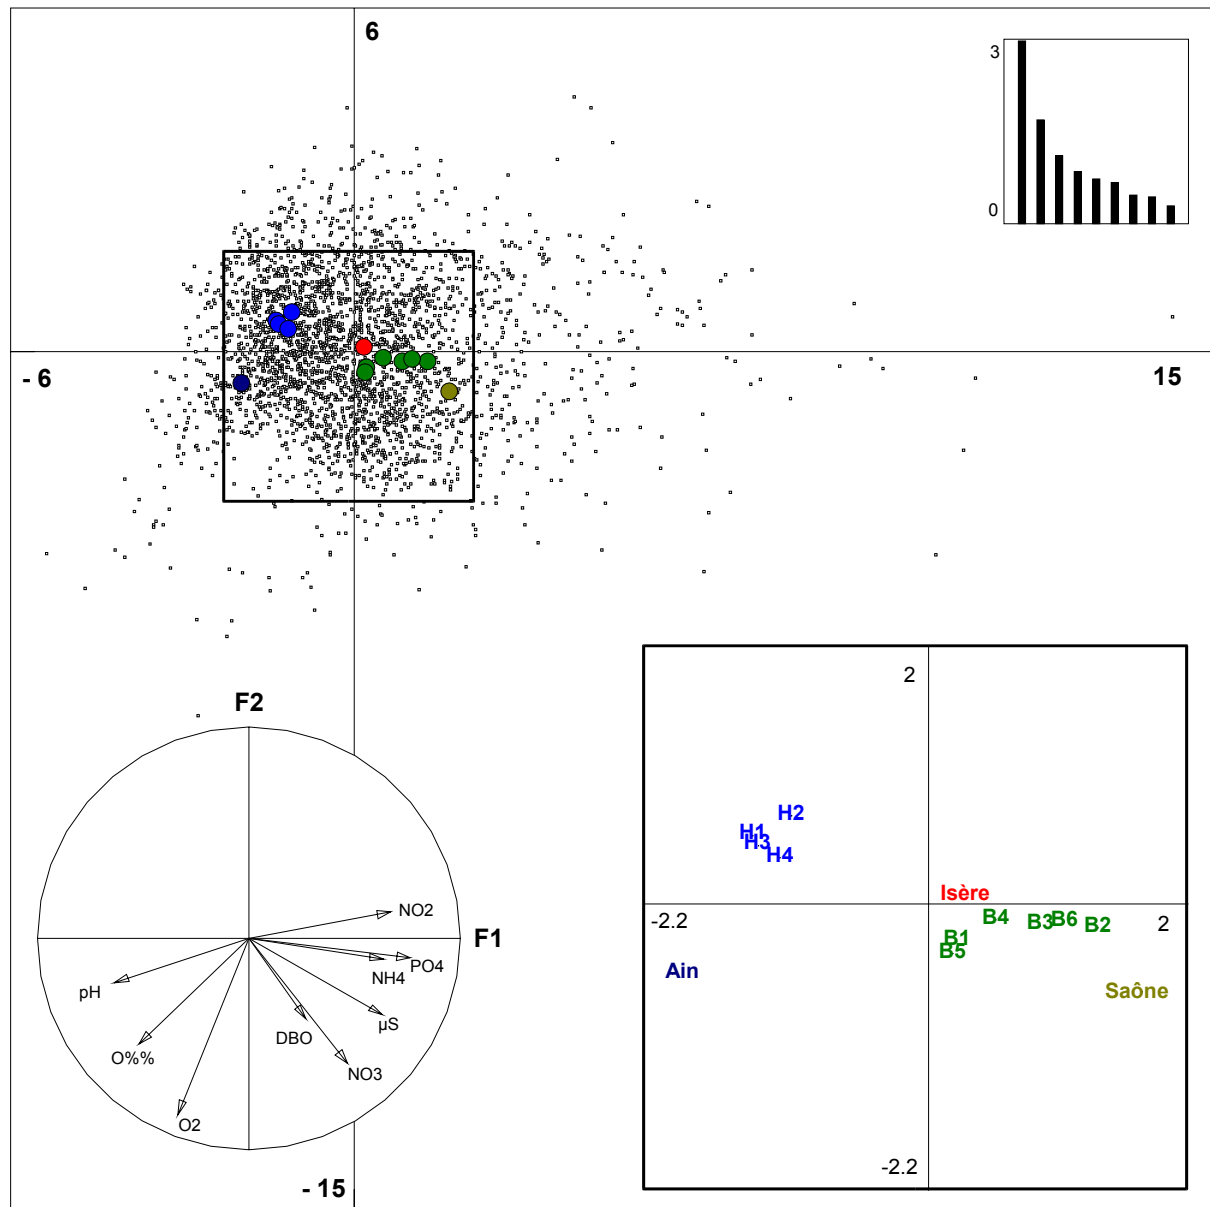 6
3
0
- 6
15
F2
F1
NO2
PO4
NH4
pH
µS
DBO
O%%
NO3
O2
- 15
2
H2
H1
H3
H4
Isère
-2.2
2
B4
B3
B6
B2
B1
B5
Ain
Saône
-2.2